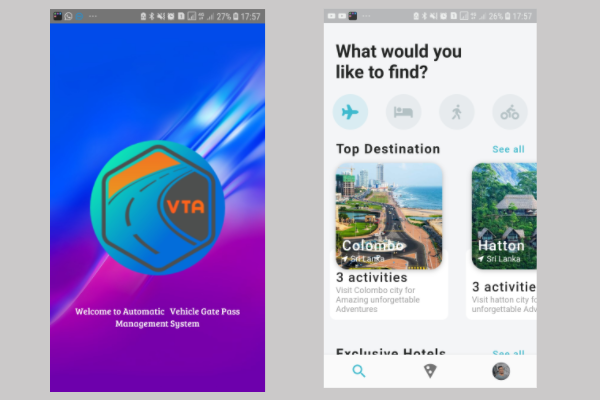 27% 17:57
VTA
Welcome to Automatic Vehicle Gate Pass
Management System
26% 17:57
What would you
like to find?
Top Destination
See all
Colombo
Sri Lanka
3 activities
Visit Colombo city for
Amazing unforgettable
Adventures
Hatton
Sri Lanka
3 activitie
Visit hatton city fo
unforgettable Adv
Exclusive Hotels
See all